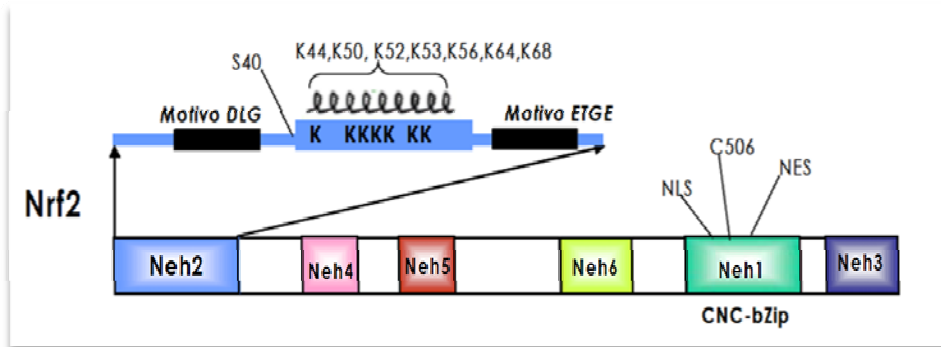 K44,K50, K52,K53,K56,K64,K68
S40
Motivo DLG
Motivo ETGE
K KKKK KK
C506
NES
NLS
Nrf2
Neh2
Neh4
Neh5
Neh6
Neh1
Neh3
CNC-bZip